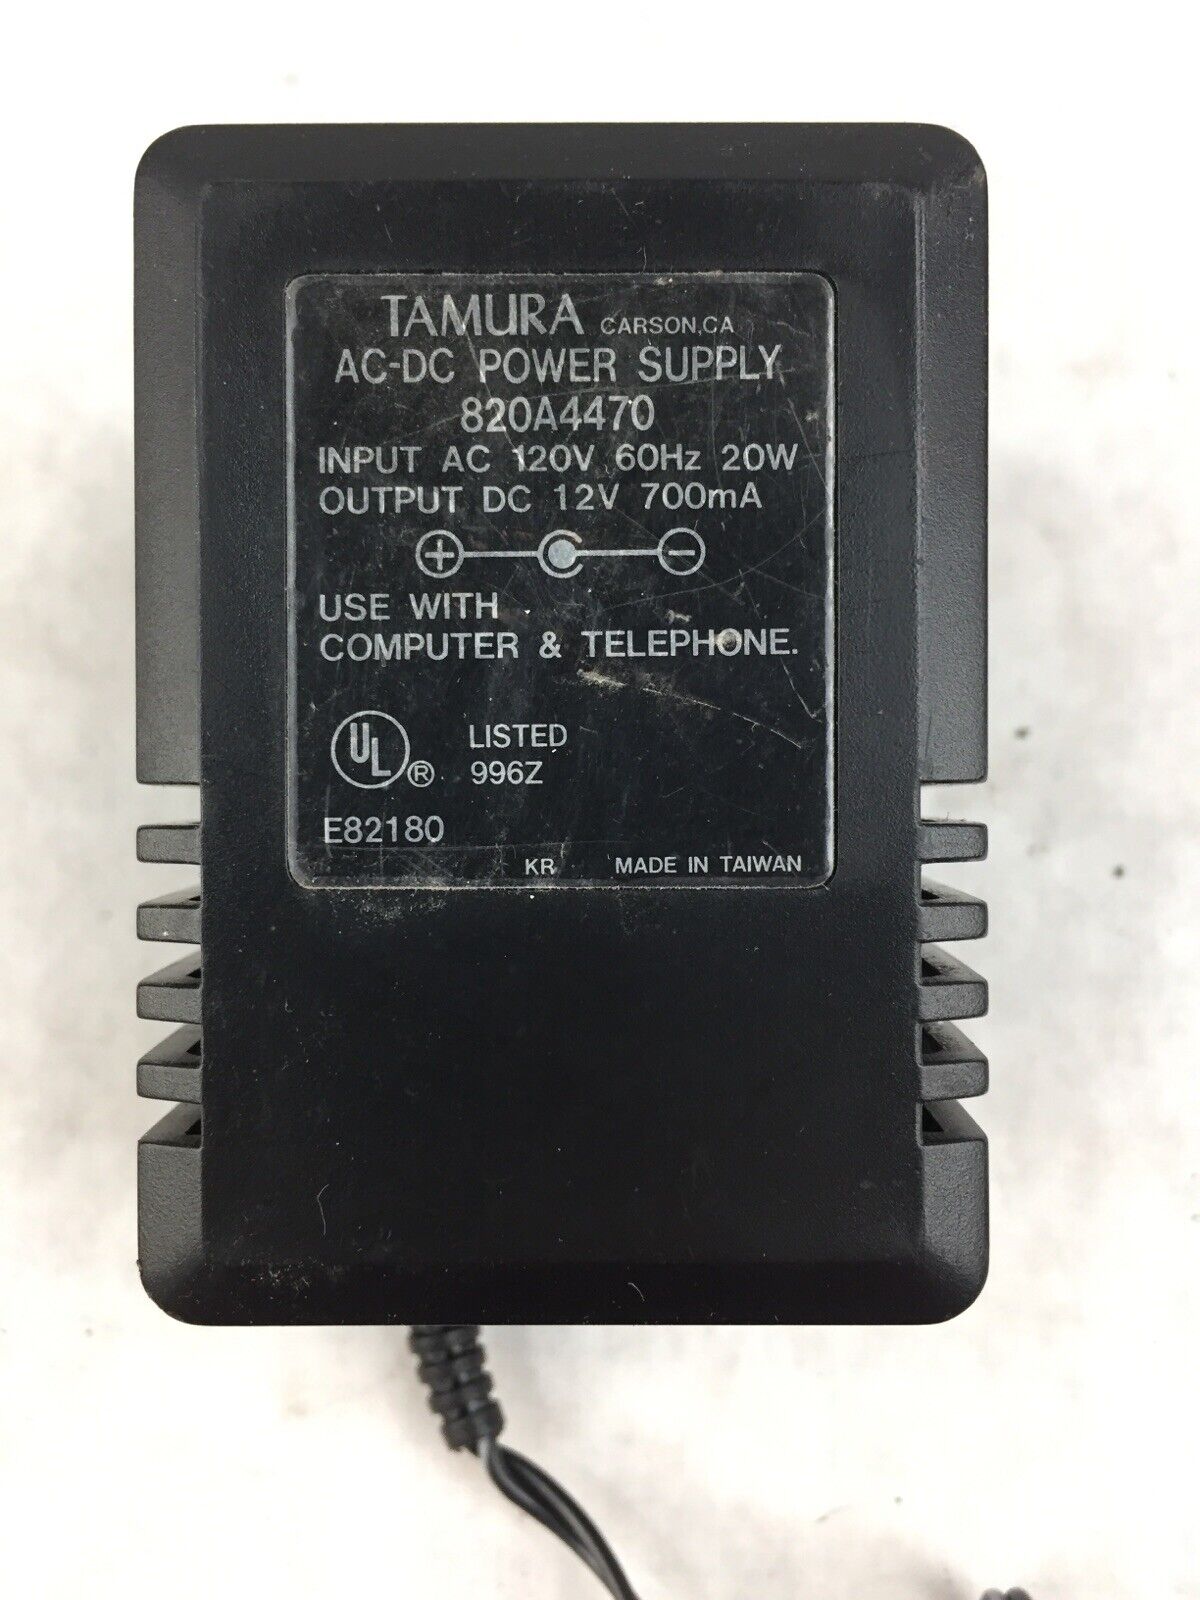 TAMURA CARSON,CA
AC-DC POWER SUPPLY
820A4470
INPUT AC 120V 60Hz 20W
OUTPUT DC 12V 700mA
+ −
USE WITH
COMPUTER & TELEPHONE.
UL ® LISTED
996Z
E82180
KR MADE IN TAIWAN